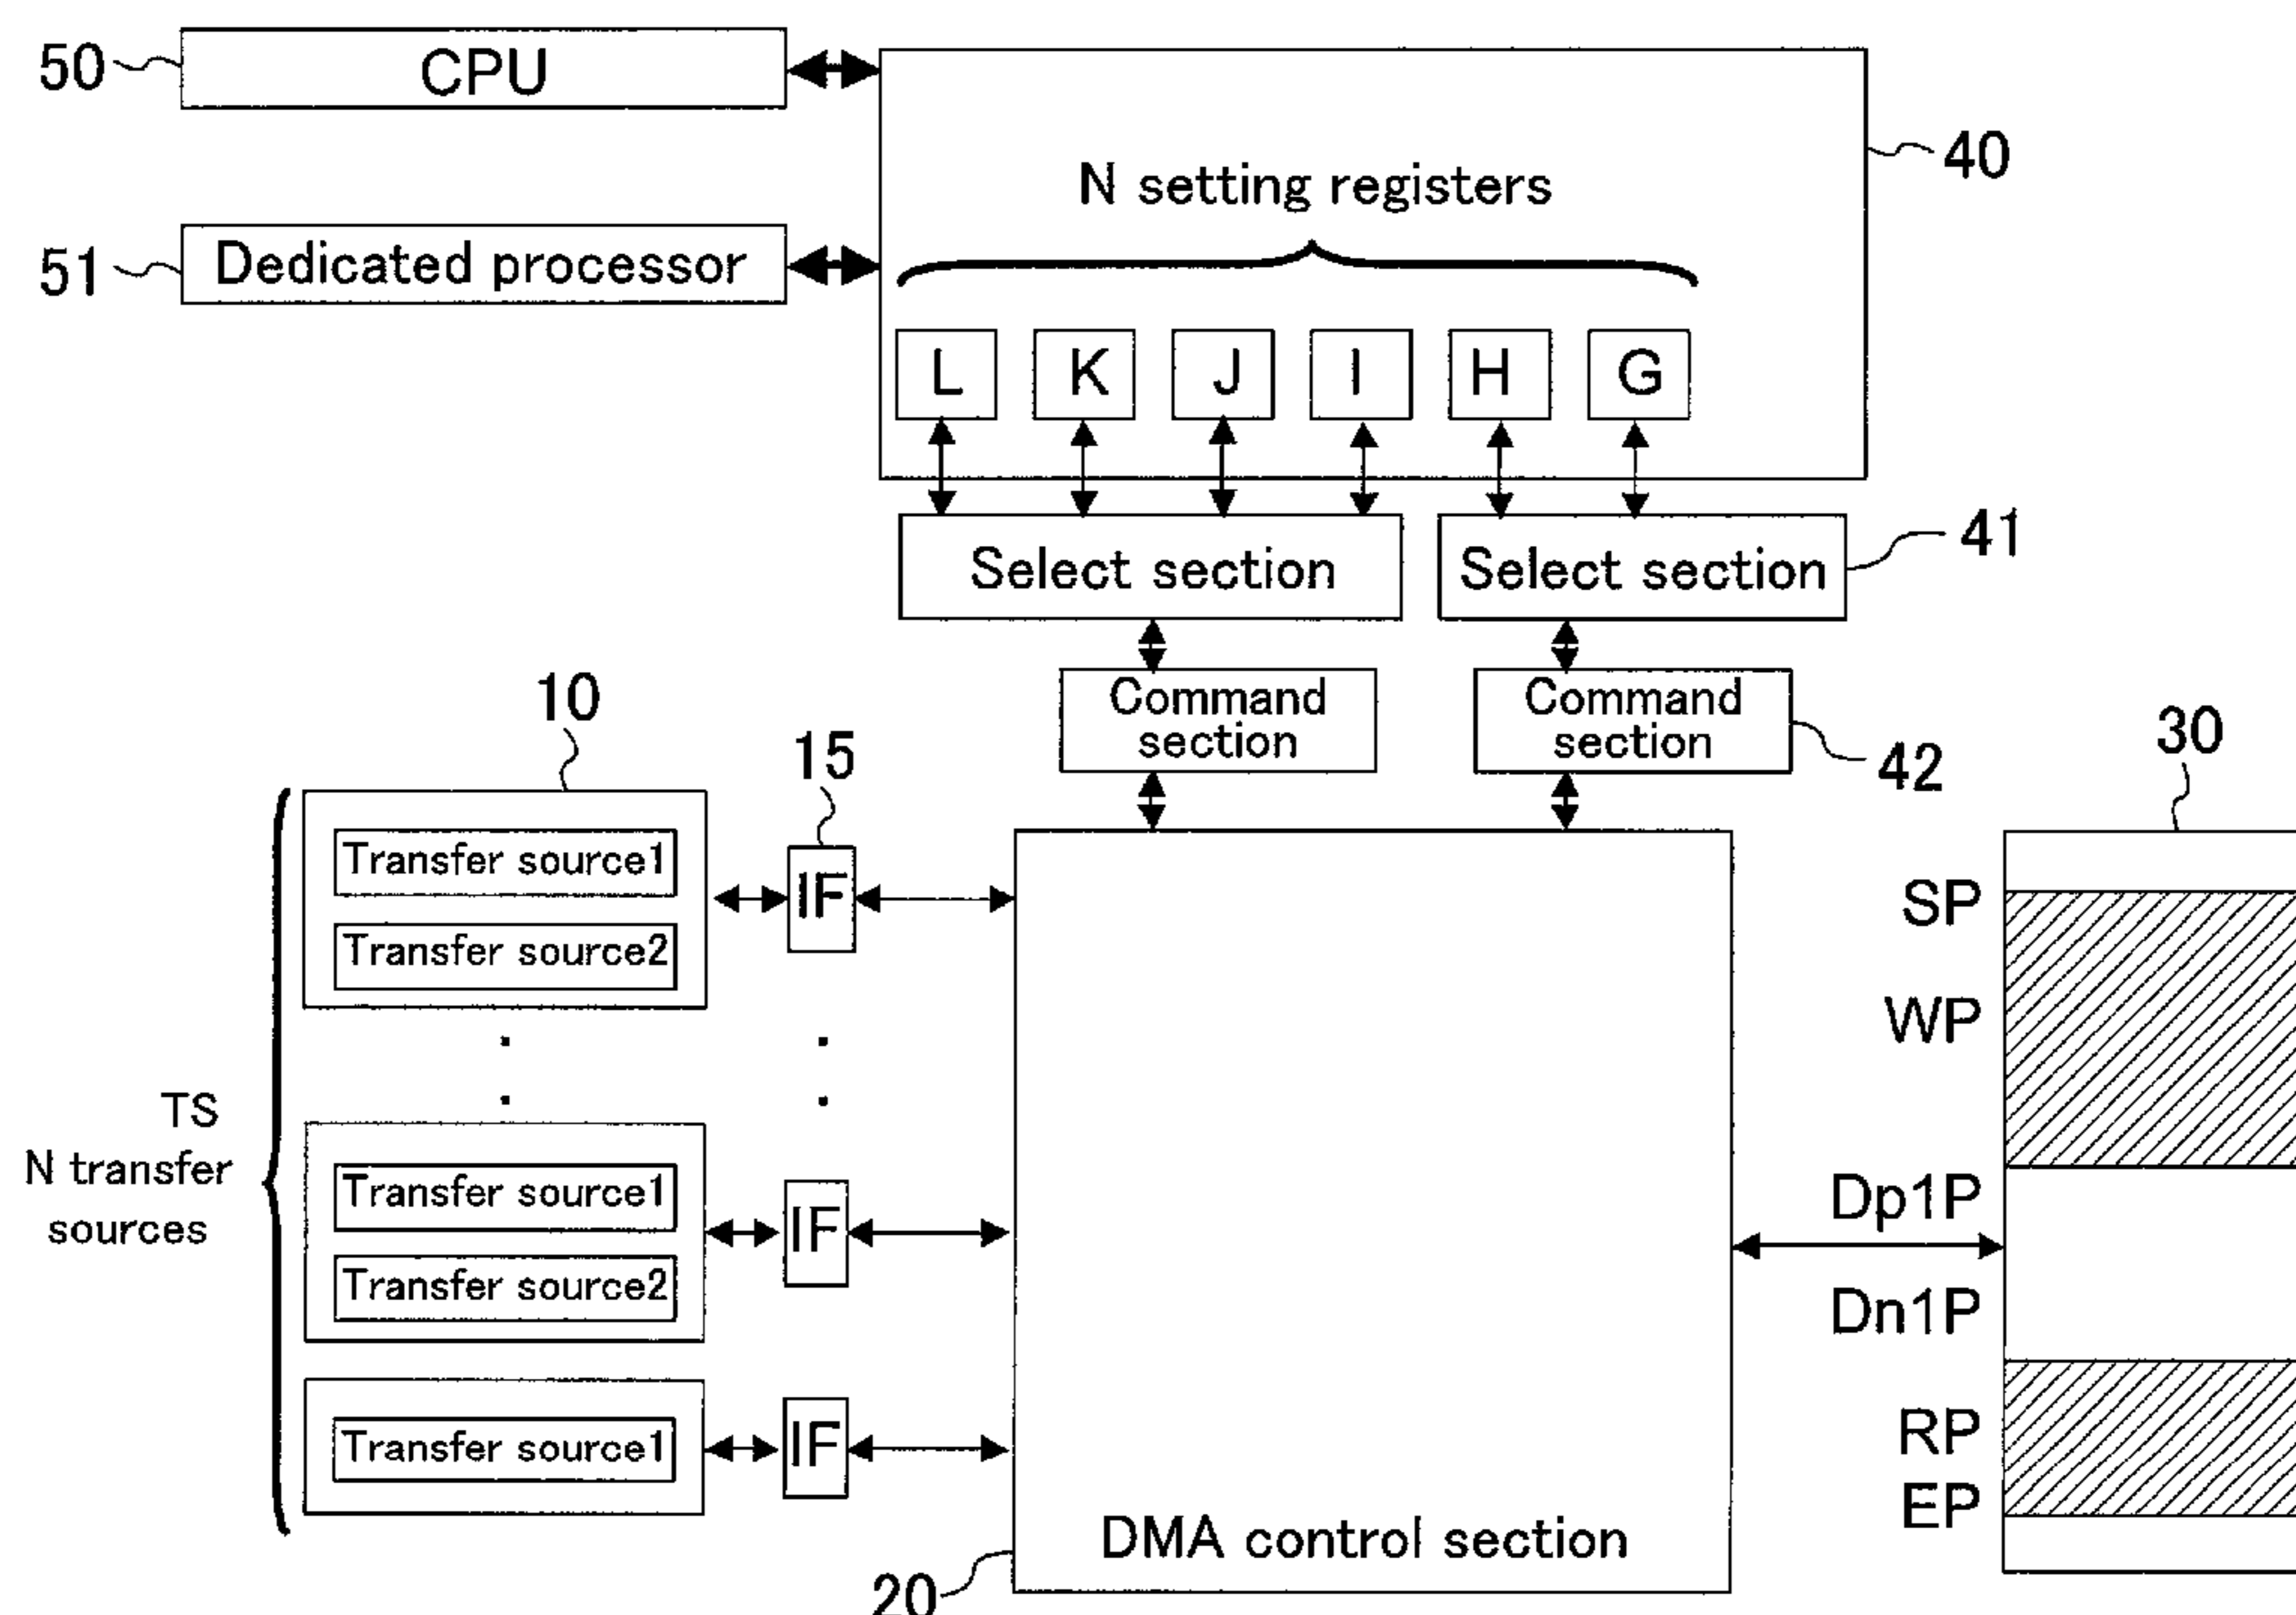 50
CPU
40
N setting registers
51
Dedicated processor
L K J I H G
Select section
Select section
41
Command
section
Command
section
42
10
15
30
Transfer source1
Transfer source2
IF
SP
WP
TS
N transfer
sources
Transfer source1
Transfer source2
IF
Dp1P
Dn1P
Transfer source1
IF
RP
EP
DMA control section
20